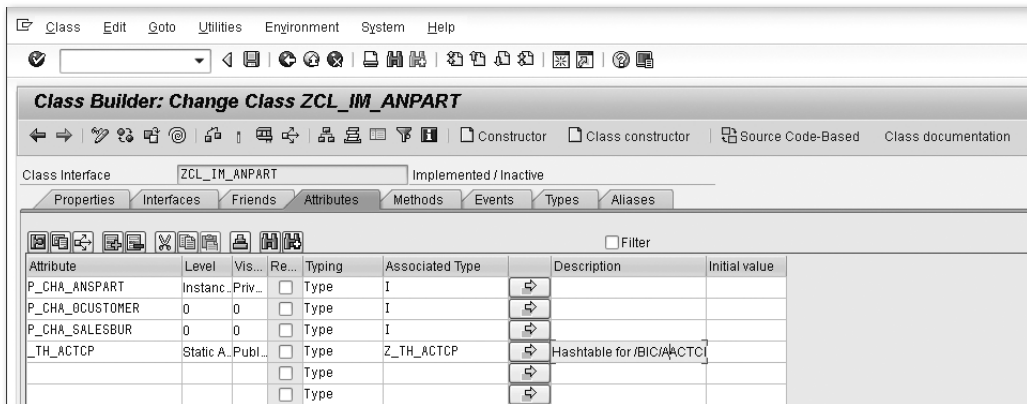 Class Edit Goto Utilities Environment System Help
Class Builder: Change Class ZCL_IM_ANPART
Constructor Class constructor Source Code-Based Class documentation
Class Interface ZCL_IM_ANPART Implemented / Inactive
Properties Interfaces Friends Attributes Methods Events Types Aliases
Filter
Attribute Level Vis... Re... Typing Associated Type Description Initial value
P_CHA_ANSPART Instanc.. Priv... Type I
P_CHA_0CUSTOMER 0 0 Type I
P_CHA_SALESBUR 0 0 Type I
_TH_ACTCP Static A.. Publ.. Type Z_TH_ACTCP Hashtable for /BIC/AACTCI
Type
Type